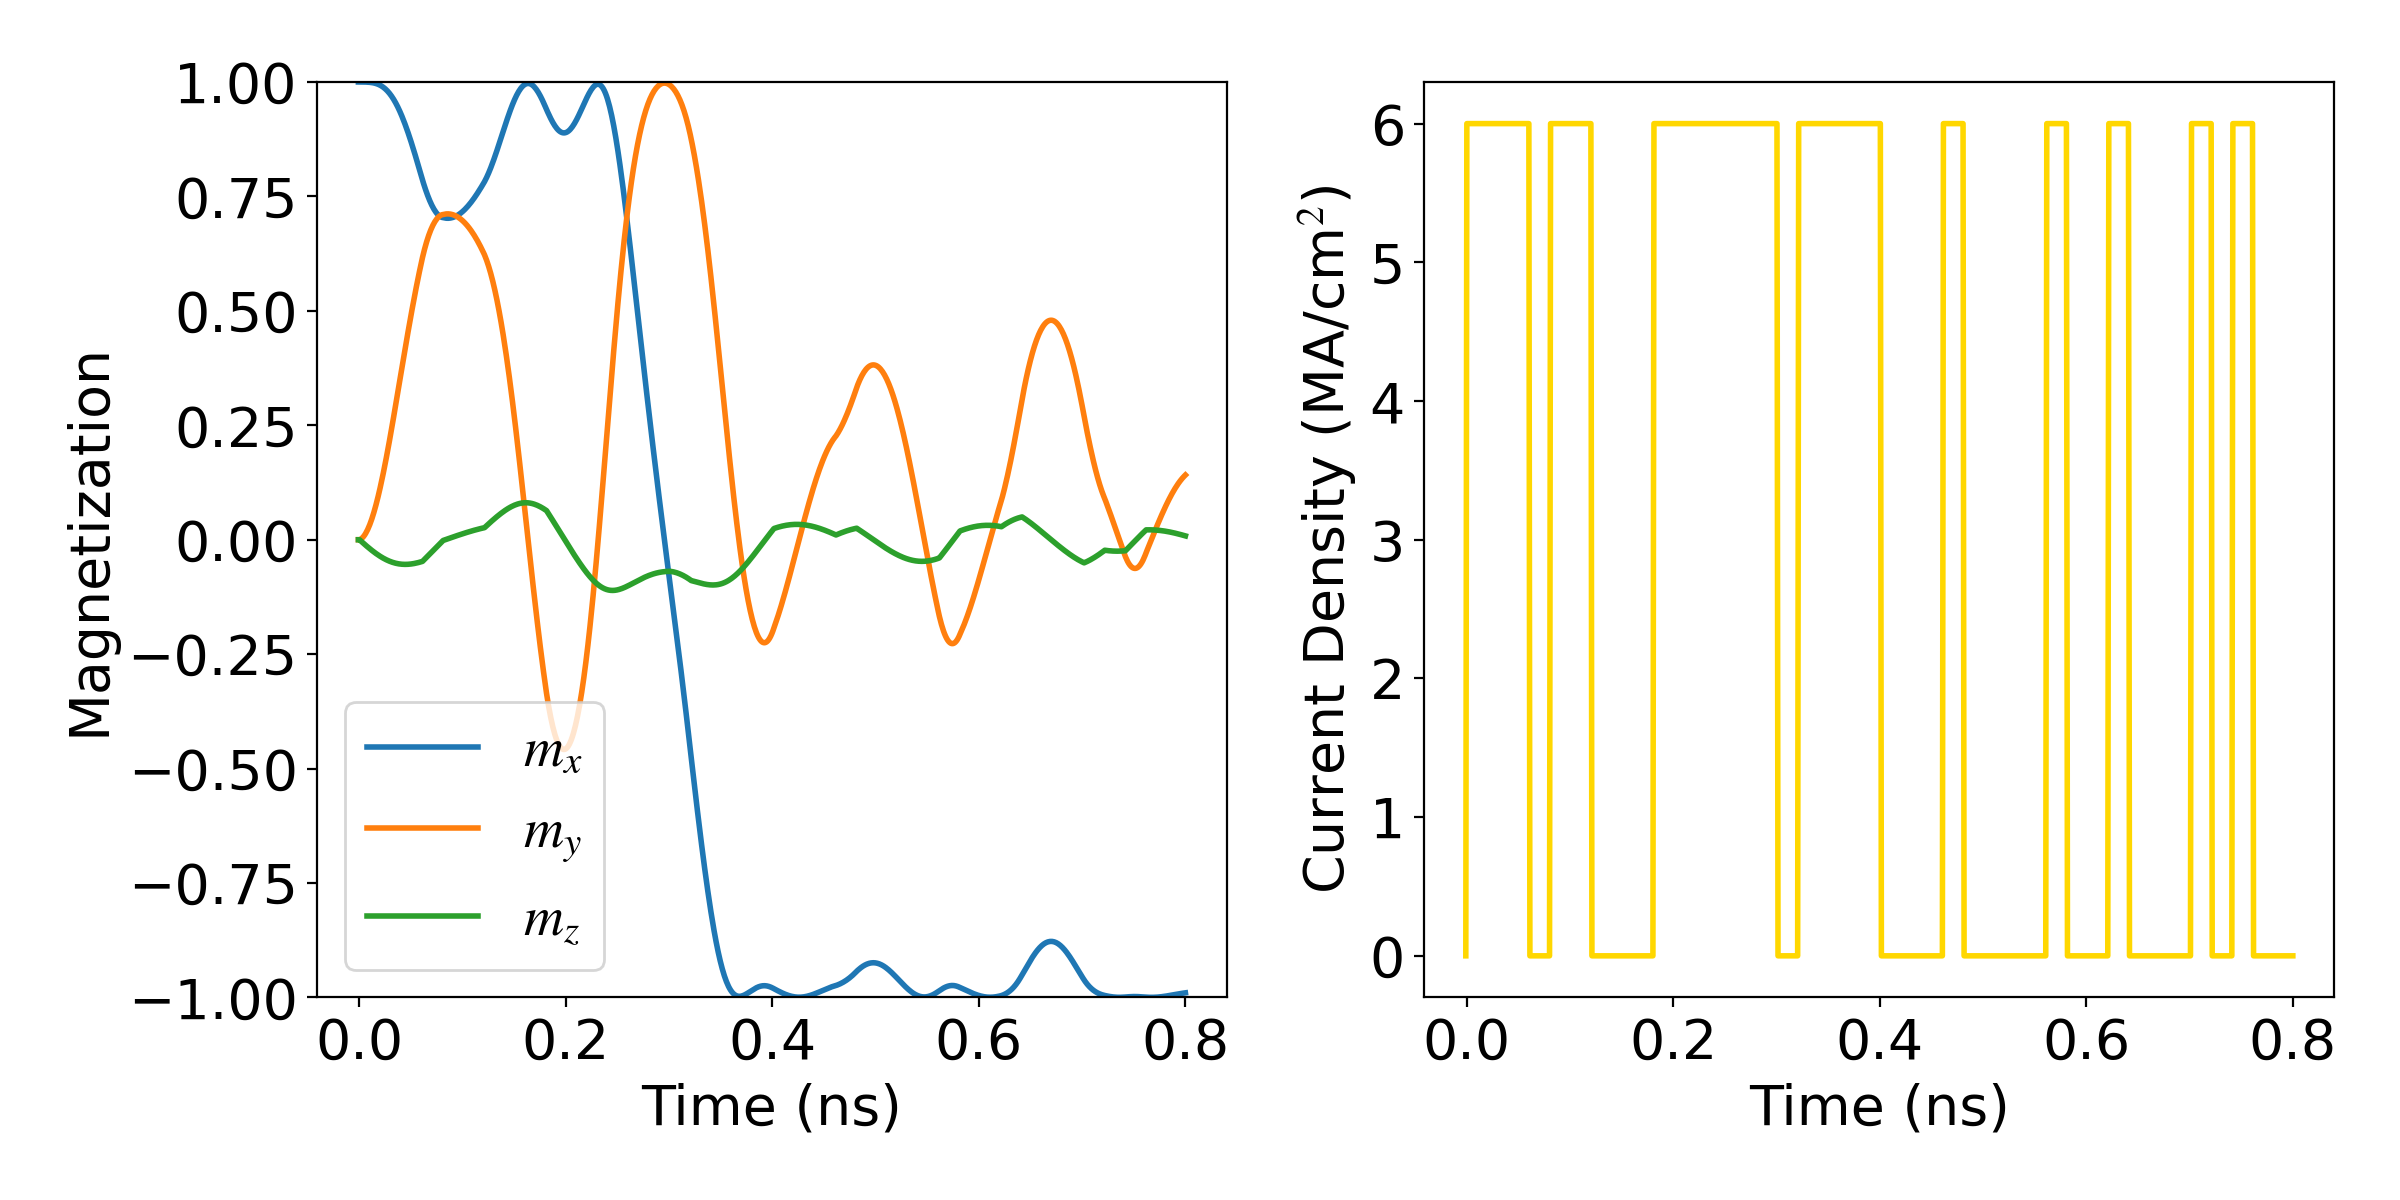 Magnetization
1.00
0.75
0.50
0.25
0.00
−0.25
−0.50
−0.75
−1.00
m_x
m_y
m_z
0.0 0.2 0.4 0.6 0.8
Time (ns)
Current Density (MA/cm²)
6
5
4
3
2
1
0
0.0 0.2 0.4 0.6 0.8
Time (ns)